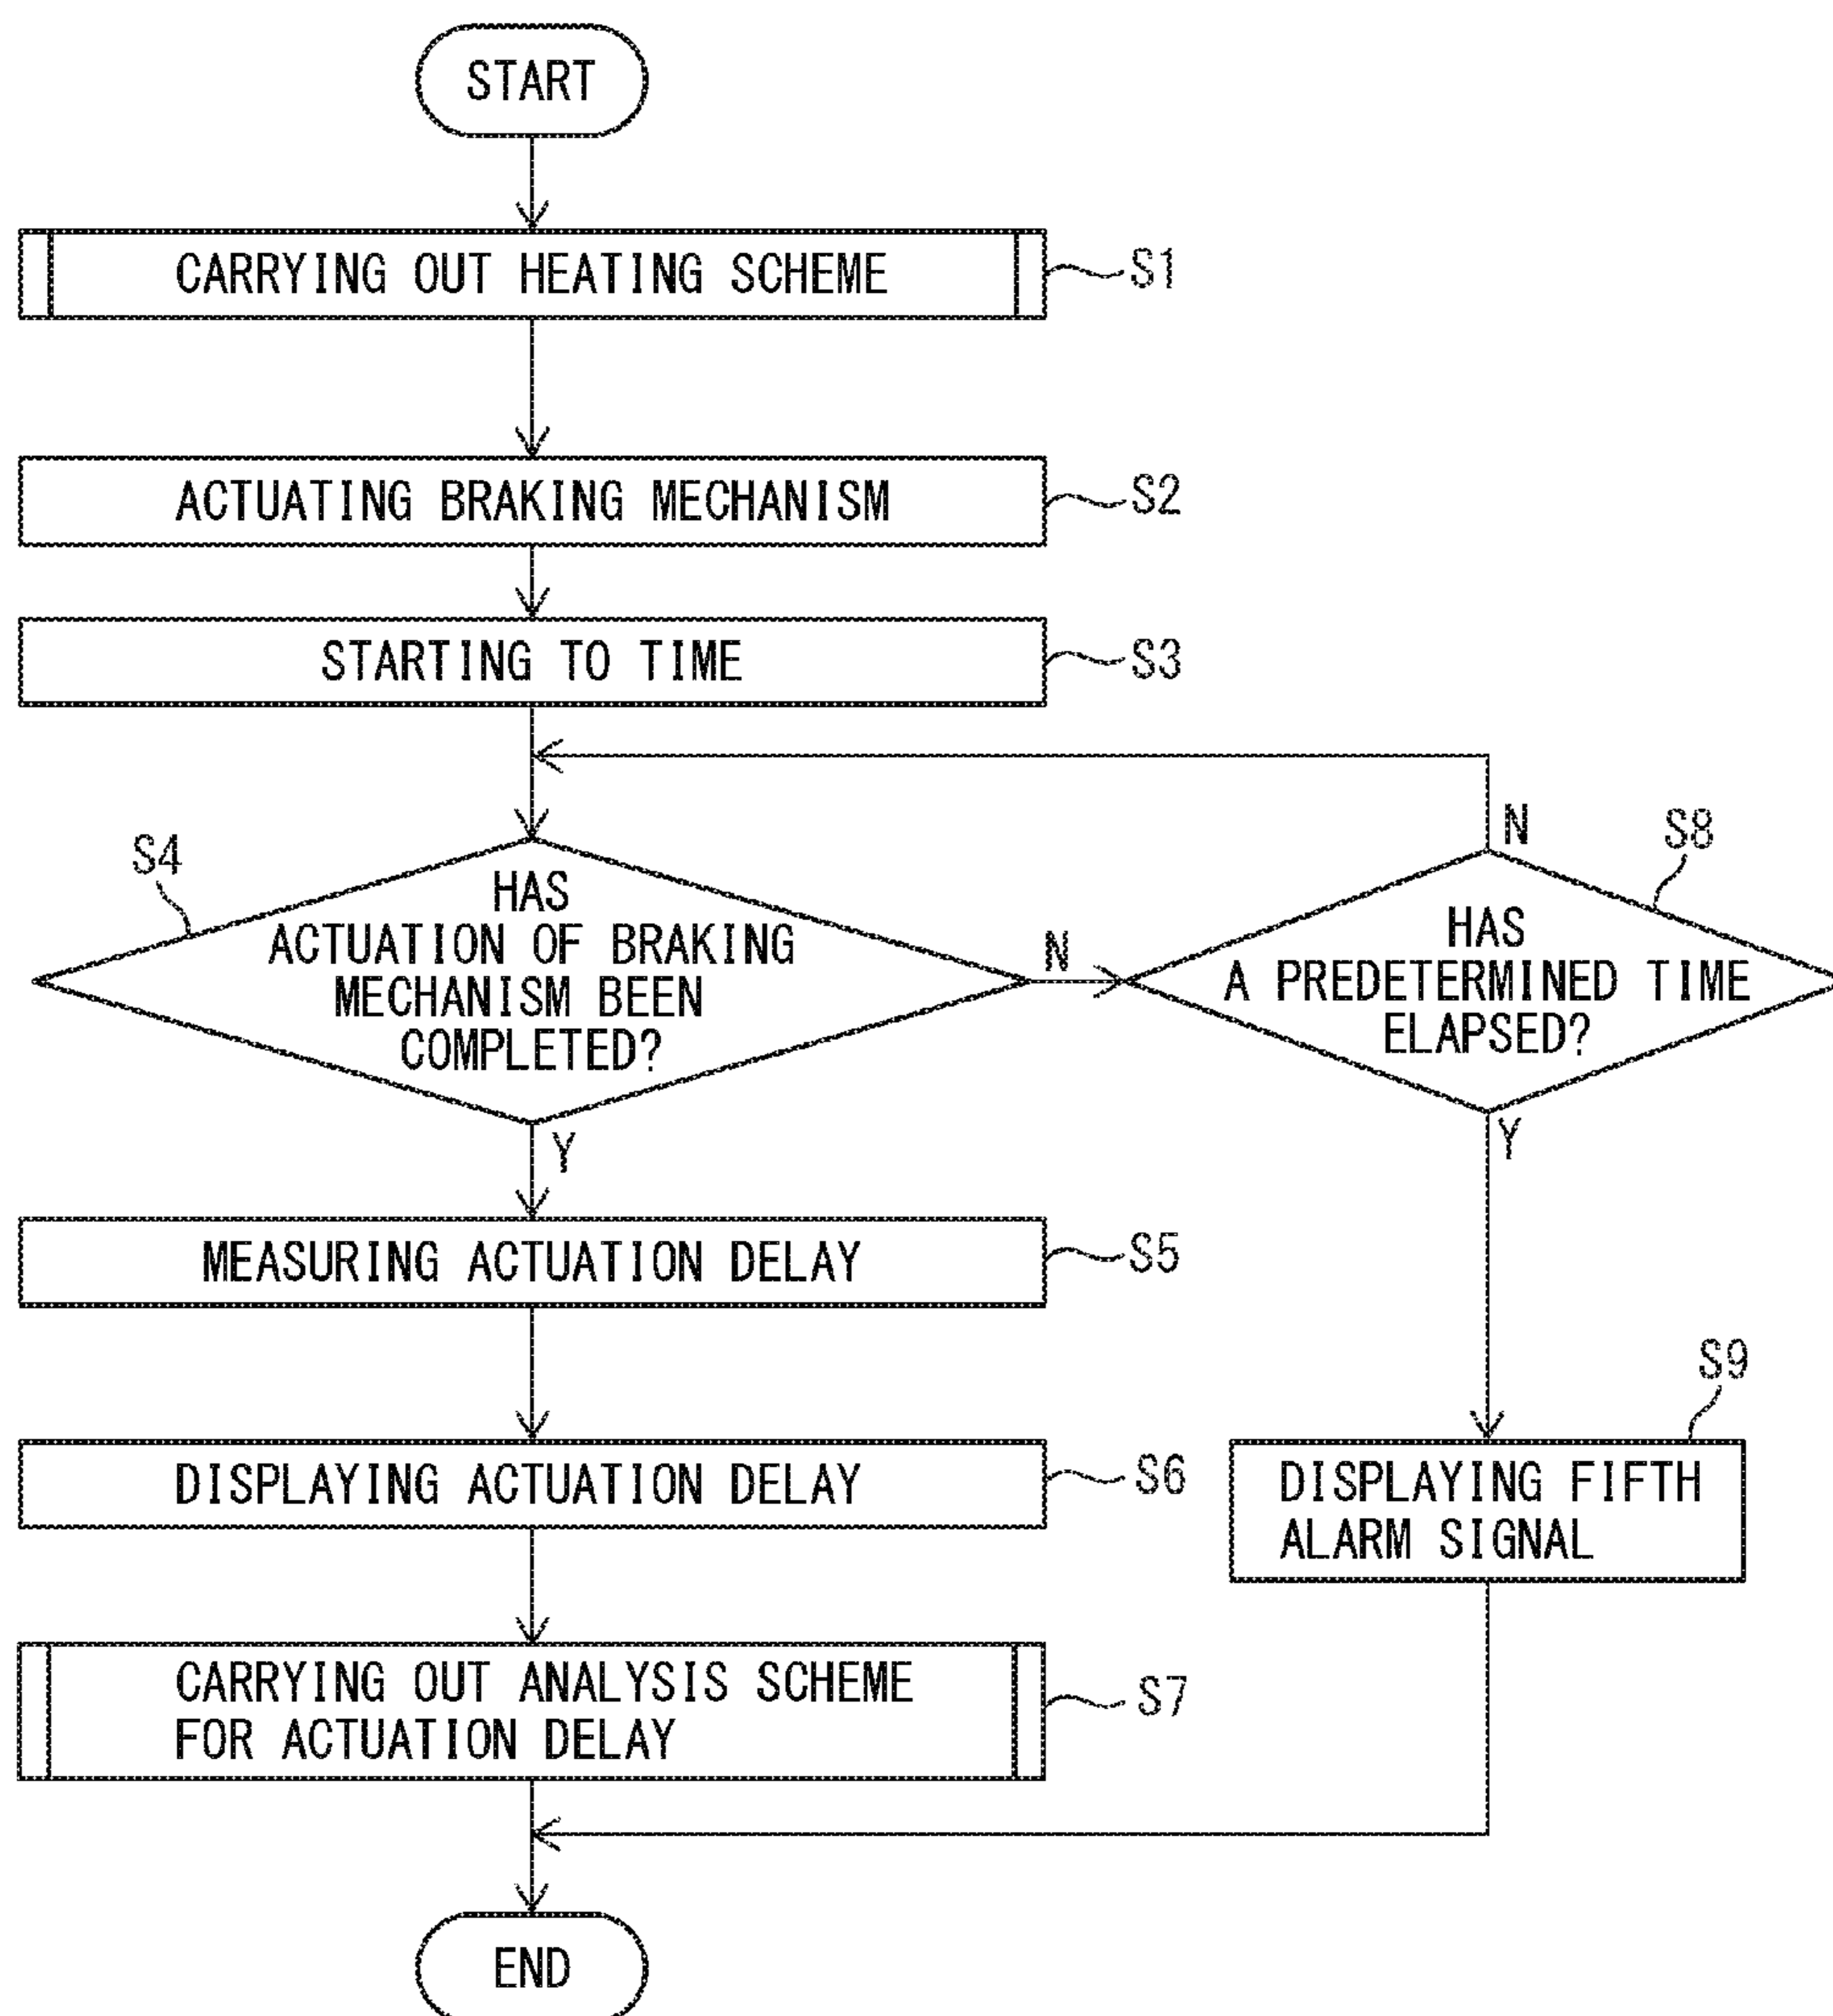 START
CARRYING OUT HEATING SCHEME
S1
ACTUATING BRAKING MECHANISM
S2
STARTING TO TIME
S3
S4
HAS
ACTUATION OF BRAKING
MECHANISM BEEN
COMPLETED?
N
Y
S8
N
HAS
A PREDETERMINED TIME
ELAPSED?
Y
MEASURING ACTUATION DELAY
S5
DISPLAYING ACTUATION DELAY
S6
S9
DISPLAYING FIFTH
ALARM SIGNAL
CARRYING OUT ANALYSIS SCHEME
FOR ACTUATION DELAY
S7
END